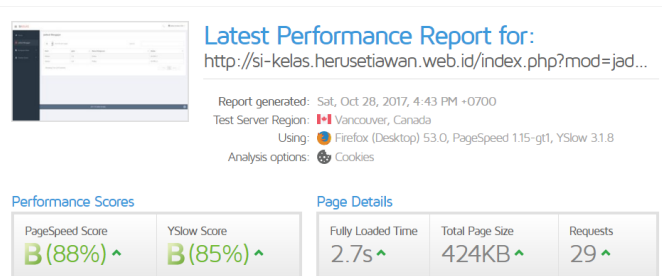 Latest Performance Report for:
http://si-kelas.herusetiawan.web.id/index.php?mod=jad...
Report generated: Sat, Oct 28, 2017, 4:43 PM +0700
Test Server Region: Vancouver, Canada
Using: Firefox (Desktop) 53.0, PageSpeed 1.15-gt1, YSlow 3.1.8
Analysis options: Cookies
Performance Scores
Page Details
PageSpeed Score
YSlow Score
Fully Loaded Time
Total Page Size
Requests
B (88%)
B (85%)
2.7s
424KB
29